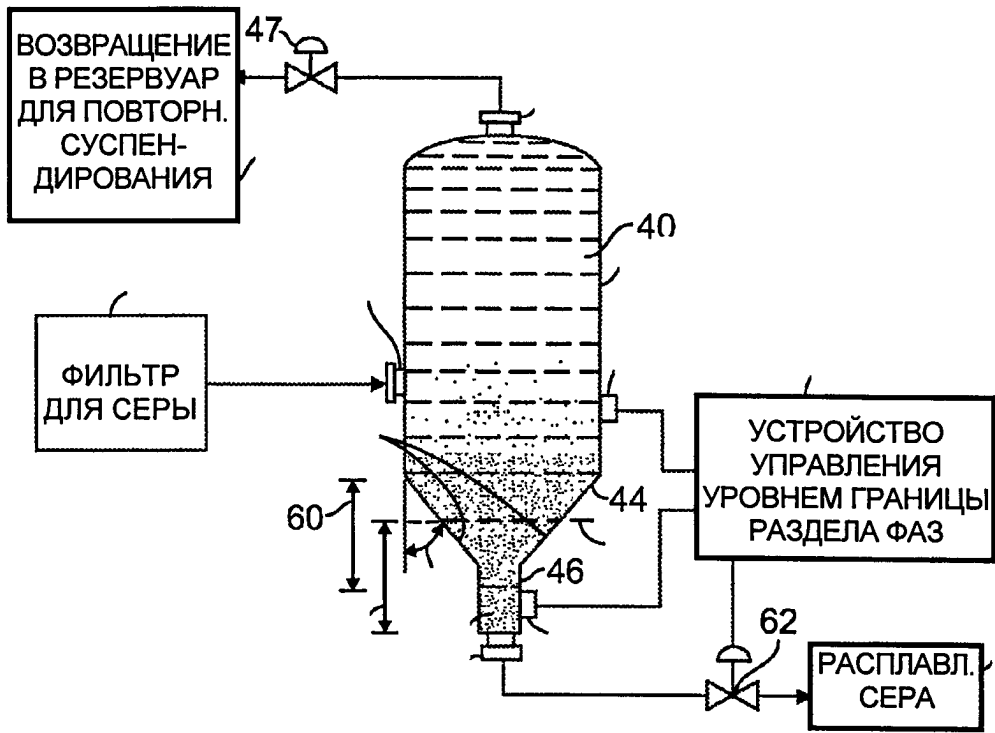 ВОЗВРАЩЕНИЕ
В РЕЗЕРВУАР
ДЛЯ ПОВТОРН.
СУСПЕН-
ДИРОВАНИЯ
47
40
ФИЛЬТР
ДЛЯ СЕРЫ
УСТРОЙСТВО
УПРАВЛЕНИЯ
УРОВНЕМ ГРАНИЦЫ
РАЗДЕЛА ФАЗ
44
60
46
62
РАСПЛАВЛ.
СЕРА